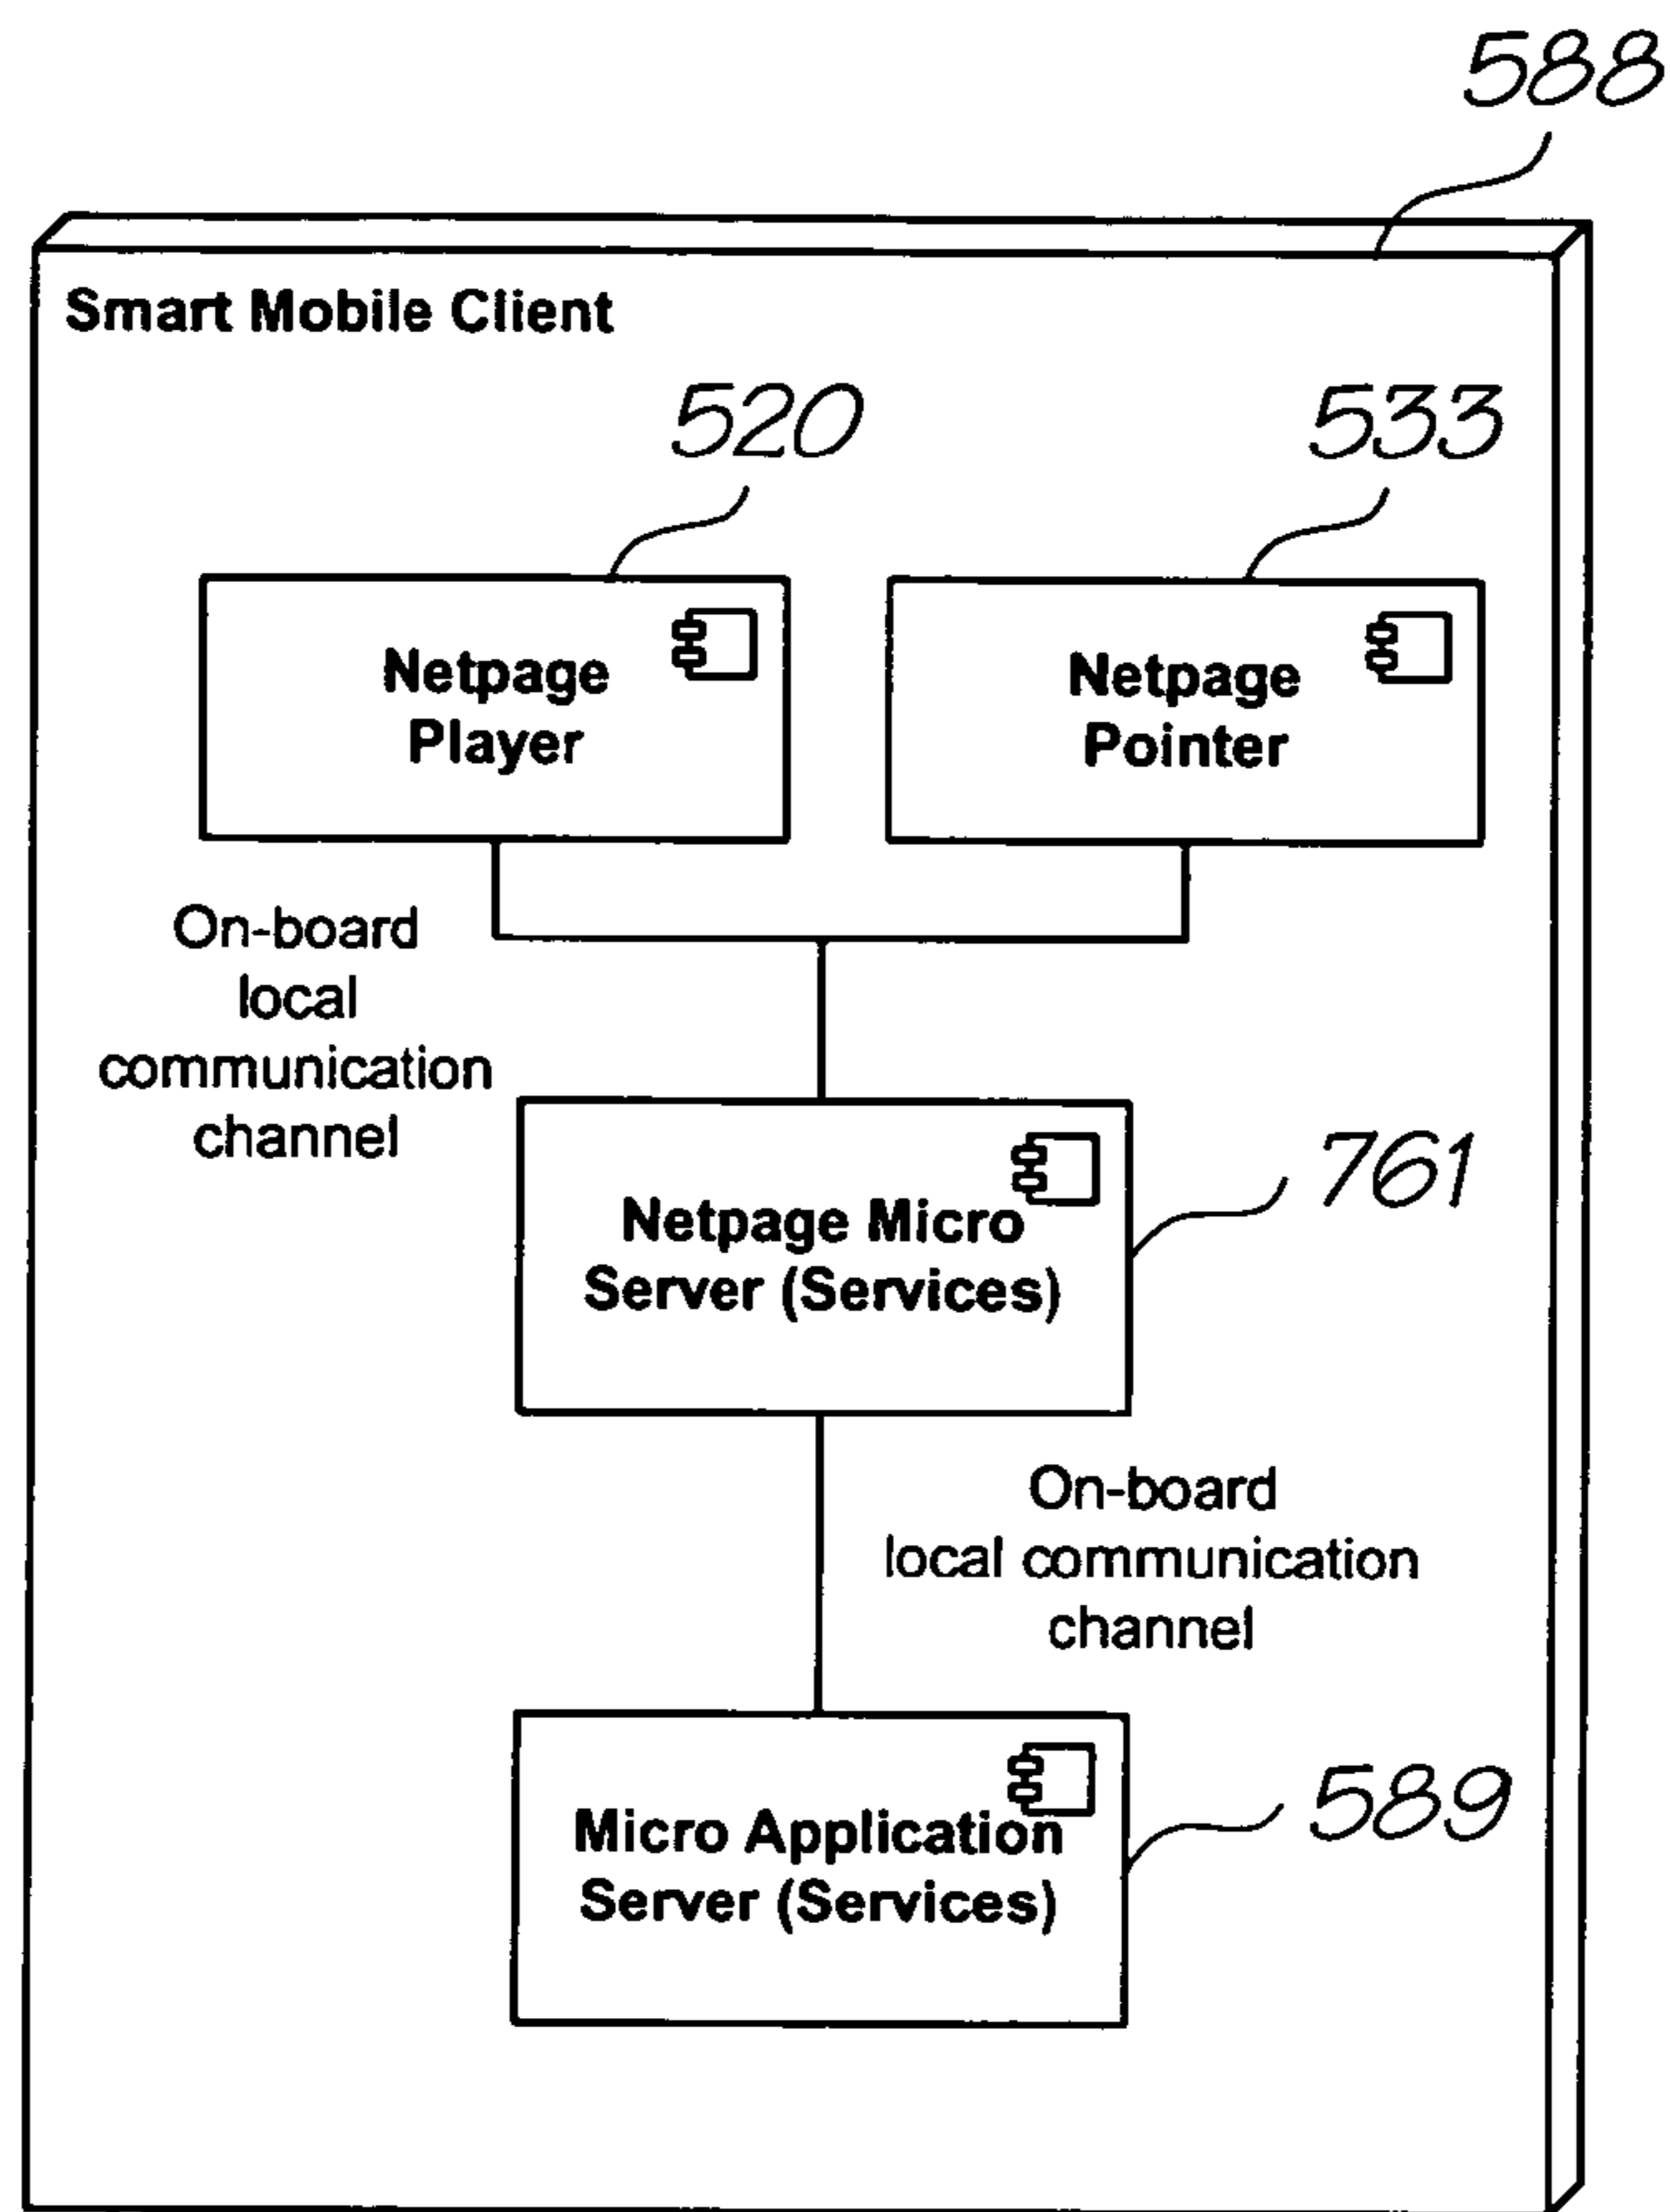 588
Smart Mobile Client
520
533
Netpage
Player
Netpage
Pointer
On-board
local
communication
channel
Netpage Micro
Server (Services)
761
On-board
local communication
channel
Micro Application
Server (Services)
589